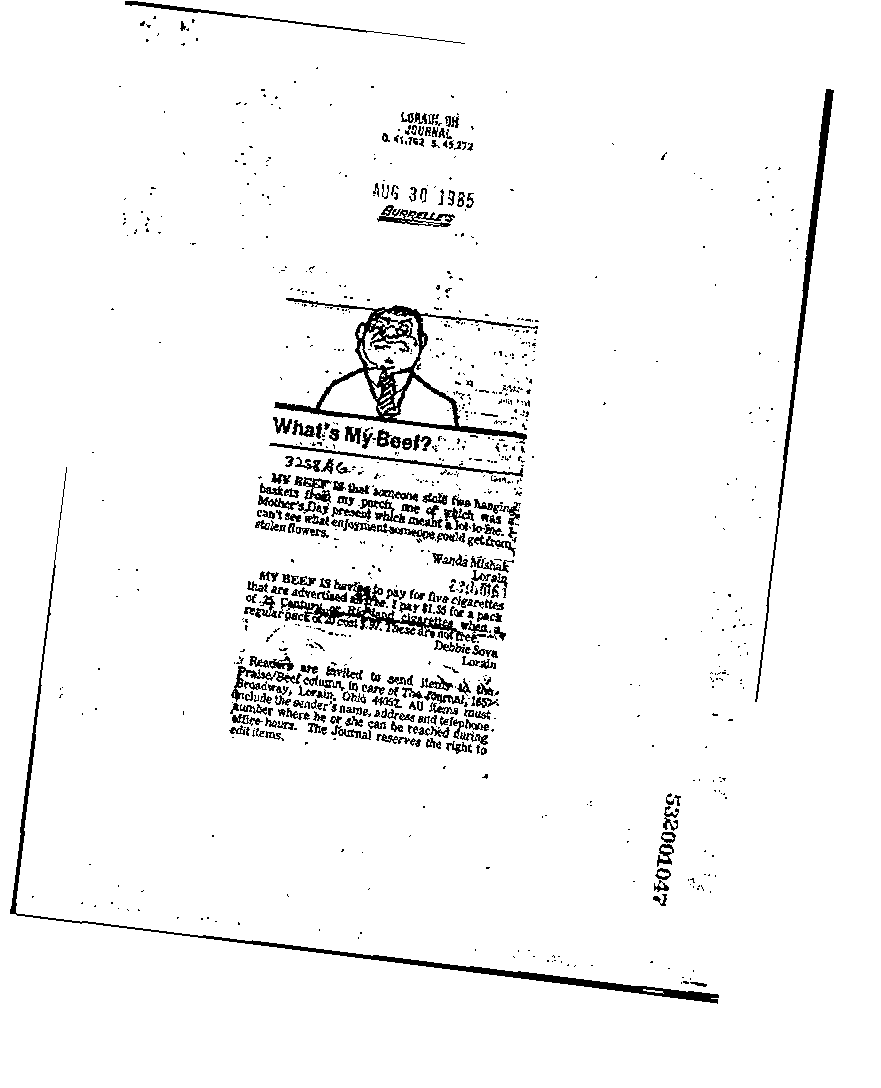 LORAIN, OH
JOURNAL
D. 41,762 S. 45,272
AUG 30 1985
BURRELLE'S
What's My Beef?
3258AG
MY BEEF IS that someone stole two hanging
baskets from my porch, one of which was a
Mother's Day present which meant a lot to me. I
can't see what enjoyment someone could get from
stolen flowers.
Wanda Mishak
Lorain
MY BEEF IS having to pay for five cigarettes
that are advertised as free. I pay $1.35 for a pack
of 25 Century or Richland cigarettes when a
regular pack of 20 cost $.97. These are not free.
Debbie Sova
Lorain
Readers are invited to send items to the
Praise/Beef column, in care of The Journal, 1657
Broadway, Lorain, Ohio 44052. All items must
include the sender's name, address and telephone
number where he or she can be reached during
office hours. The Journal reserves the right to
edit items.
532001047